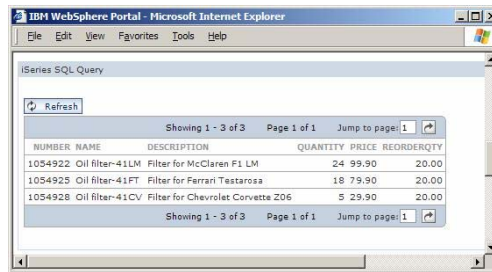 IBM WebSphere Portal - Microsoft Internet Explorer
File Edit View Favorites Tools Help
iSeries SQL Query
Refresh
Showing 1 - 3 of 3 Page 1 of 1 Jump to page: 1
NUMBER NAME DESCRIPTION QUANTITY PRICE REORDERQTY
1054922 Oil filter-41LM Filter for McClaren F1 LM 24 99.90 20.00
1054925 Oil filter-41FT Filter for Ferrari Testarosa 18 79.90 20.00
1054928 Oil filter-41CV Filter for Chevrolet Corvette Z06 5 29.90 20.00
Showing 1 - 3 of 3 Page 1 of 1 Jump to page: 1